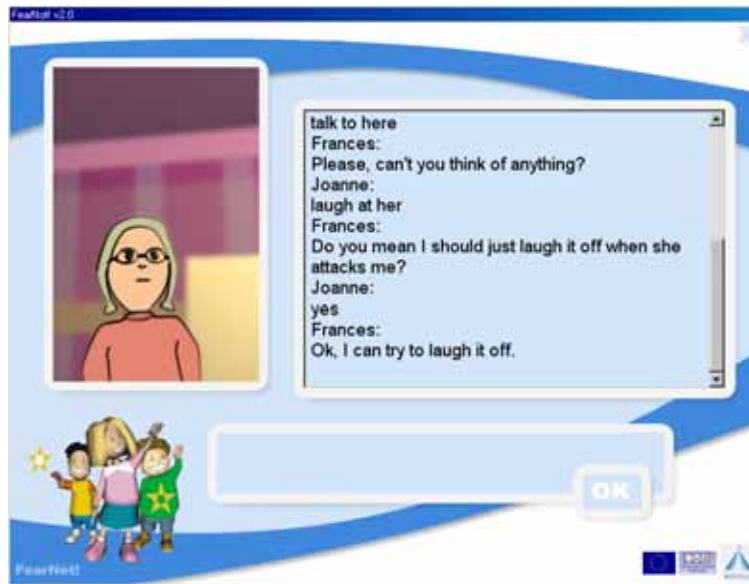 FearNot! v2.0
talk to here
Frances:
Please, can't you think of anything?
Joanne:
laugh at her
Frances:
Do you mean I should just laugh it off when she
attacks me?
Joanne:
yes
Frances:
Ok, I can try to laugh it off.
OK
FearNot!